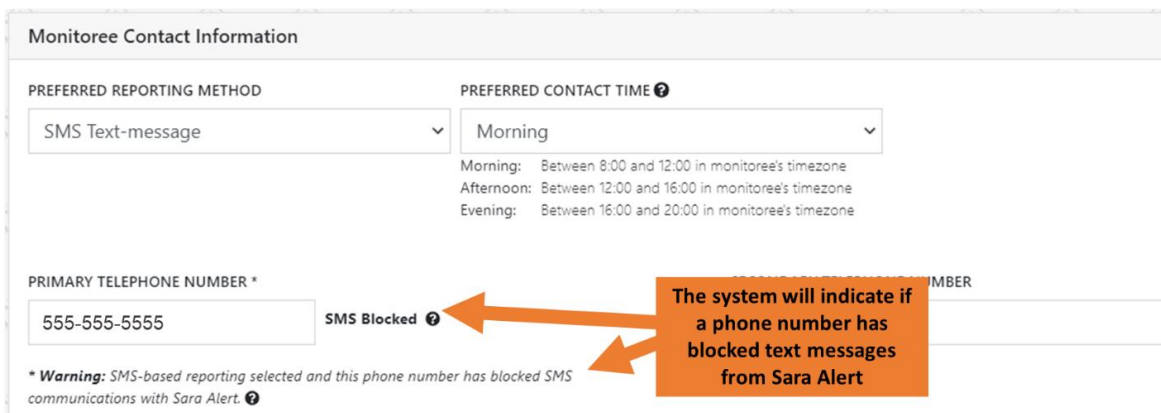 Monitoree Contact Information
PREFERRED REPORTING METHOD
PREFERRED CONTACT TIME ?
SMS Text-message
Morning
Morning: Between 8:00 and 12:00 in monitoree's timezone
Afternoon: Between 12:00 and 16:00 in monitoree's timezone
Evening: Between 16:00 and 20:00 in monitoree's timezone
PRIMARY TELEPHONE NUMBER *
555-555-5555
SMS Blocked ?
* Warning: SMS-based reporting selected and this phone number has blocked SMS
communications with Sara Alert. ?
The system will indicate if
a phone number has
blocked text messages
from Sara Alert